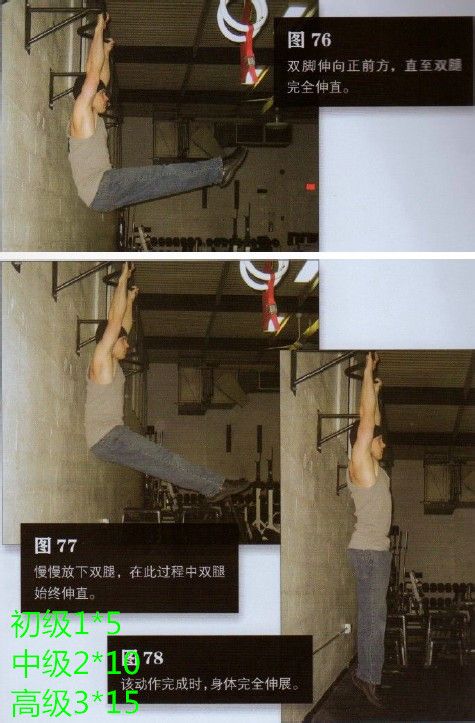 图 76
双脚伸向正前方，直至双腿
完全伸直。
图 77
慢慢放下双腿，在此过程中双腿
始终伸直。
初级1*5
中级2*10
高级3*15
图 78
该动作完成时，身体完全伸展。